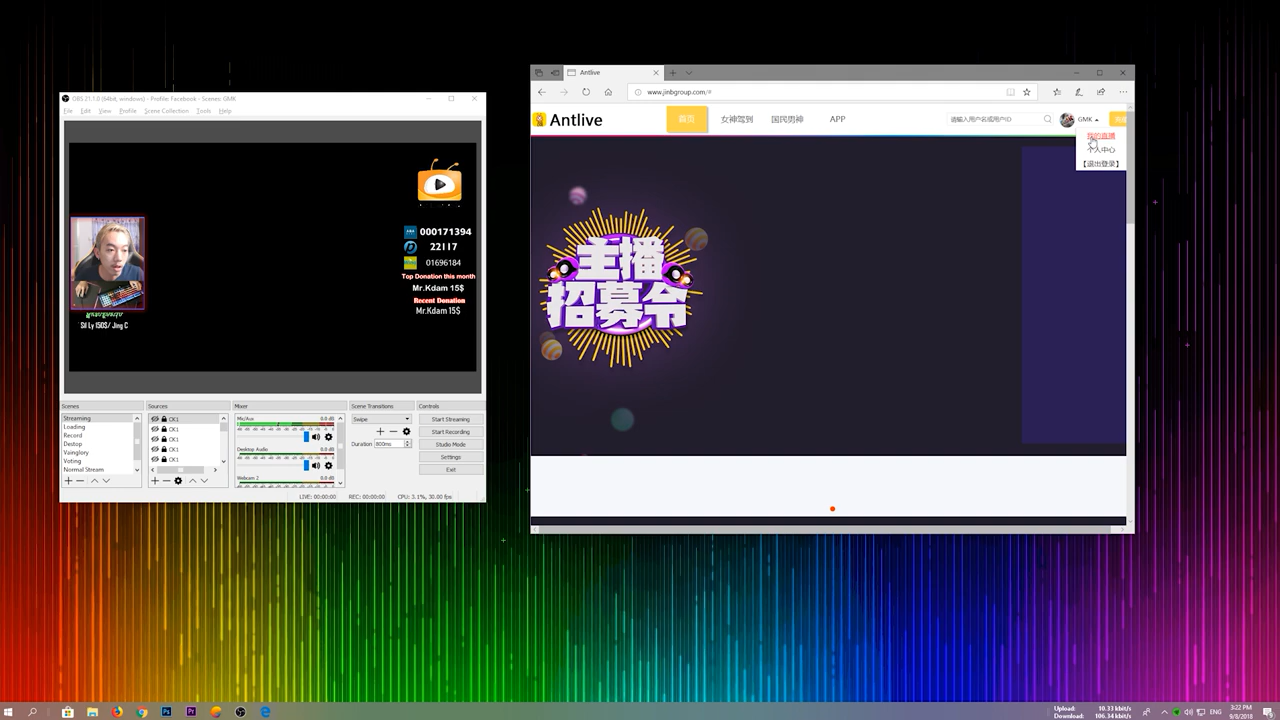 OBS 21.1.0 (64bit, windows) - Profile: Facebook - Scenes: GMK
File Edit View Profile Scene Collection Tools Help
000171394
22117
01696184
Top Donation this month
Mr.Kdam 15$
Recent Donation
Mr.Kdam 15$
Sil Ly 150$/ Jing C
Scenes
Streaming
Loading
Record
Destop
Vainglory
Voting
Normal Stream
Sources
OK1
OK1
OK1
OK1
OK1
Mixer
Mic/Aux 0.0 dB
Desktop Audio 0.0 dB
Webcam 2 0.0 dB
Scene Transitions
Swipe
Duration 800ms
Controls
Start Streaming
Start Recording
Studio Mode
Settings
Exit
LIVE: 00:00:00 REC: 00:00:00 CPU: 3.1%, 30.00 fps
Antlive
www.jinbgroup.com/#
Antlive
首页 女神驾到 国民男神 APP
请输入用户名或用户ID
GMK
我的直播
个人中心
【退出登录】
主播
招募令
Upload: 10.33 kbit/s
Download: 106.34 kbit/s
ENG
3:22 PM
9/8/2018